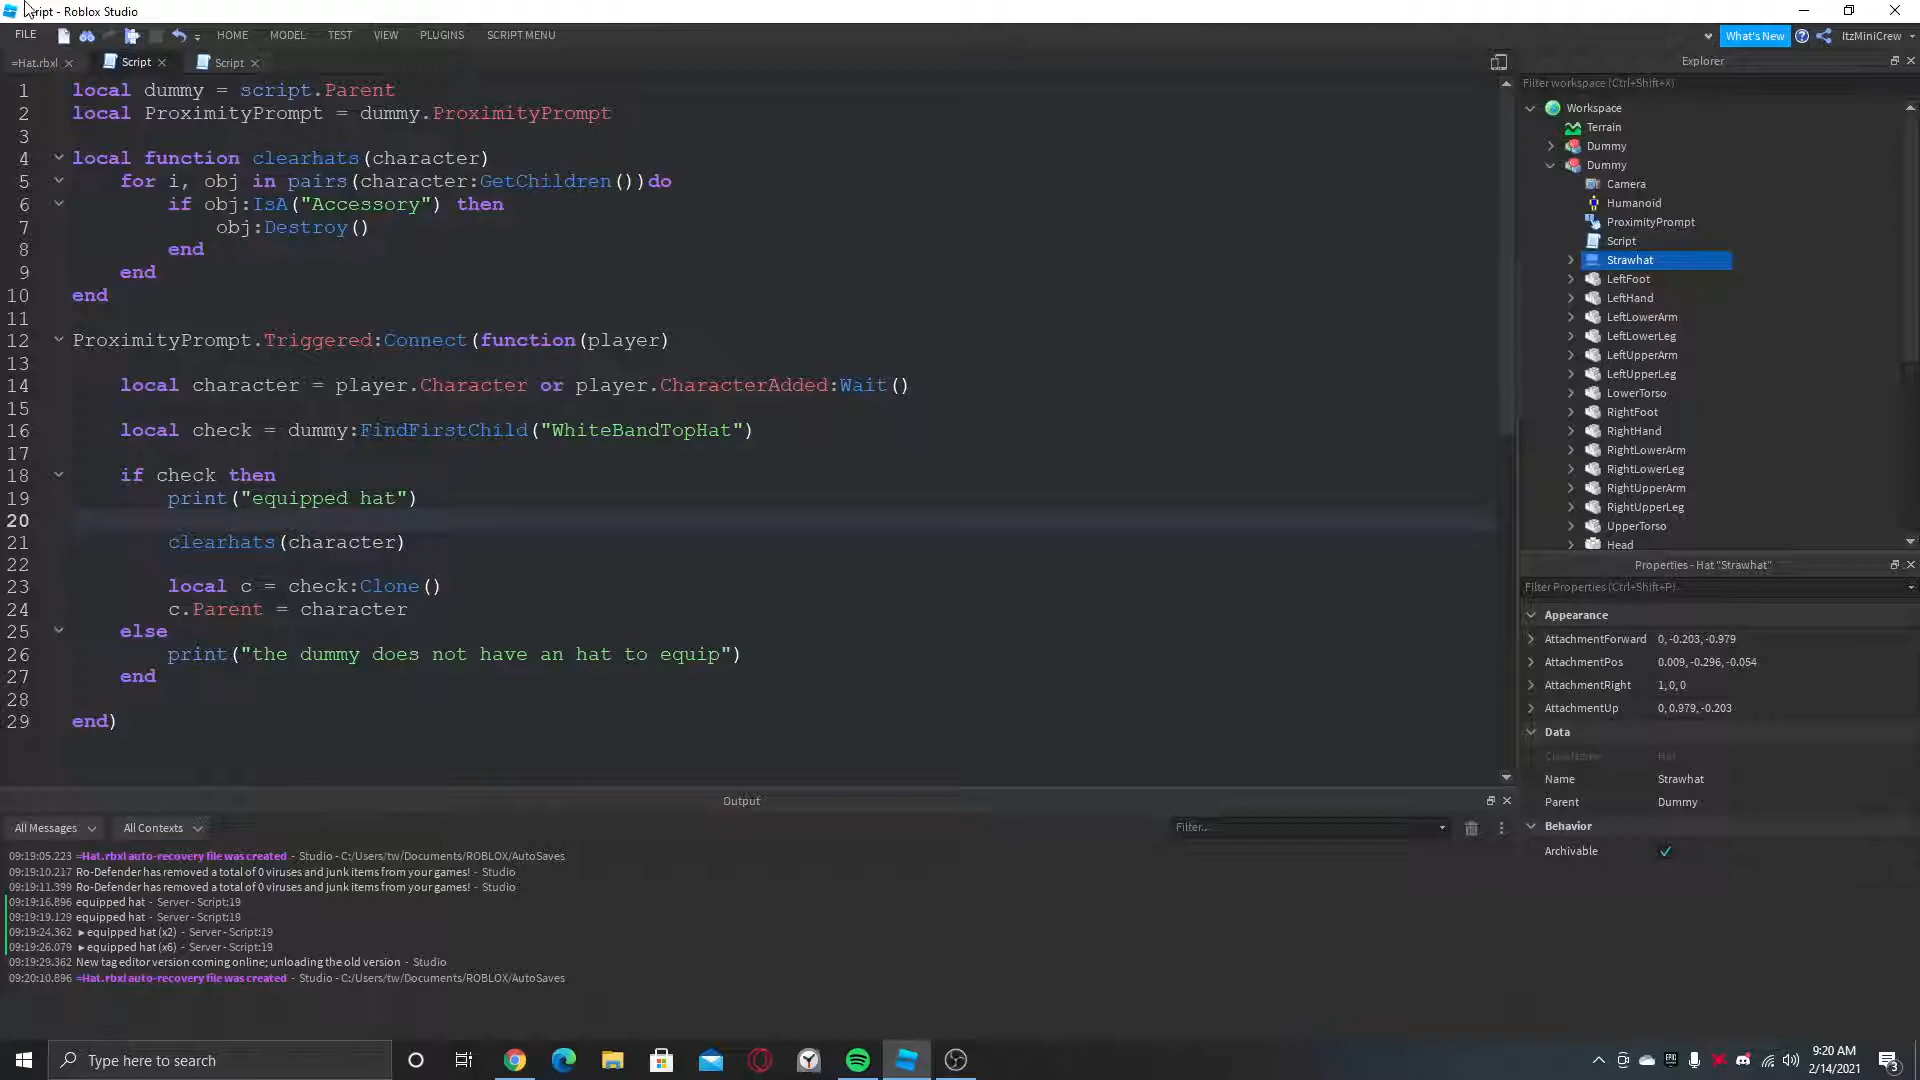 Script - Roblox Studio
FILE HOME MODEL TEST VIEW PLUGINS SCRIPT MENU What's New ItzMiniCrew
=Hat.rbxl Script Script
1 local dummy = script.Parent
2 local ProximityPrompt = dummy.ProximityPrompt
3
4 local function clearhats(character)
5 for i, obj in pairs(character:GetChildren())do
6 if obj:IsA("Accessory") then
7 obj:Destroy()
8 end
9 end
10 end
11
12 ProximityPrompt.Triggered:Connect(function(player)
13
14 local character = player.Character or player.CharacterAdded:Wait()
15
16 local check = dummy:FindFirstChild("WhiteBandTopHat")
17
18 if check then
19 print("equipped hat")
20
21 clearhats(character)
22
23 local c = check:Clone()
24 c.Parent = character
25 else
26 print("the dummy does not have an hat to equip")
27 end
28
29 end)
Explorer
Filter workspace (Ctrl+Shift+X)
Workspace
Terrain
Dummy
Dummy
Camera
Humanoid
ProximityPrompt
Script
Strawhat
LeftFoot
LeftHand
LeftLowerArm
LeftLowerLeg
LeftUpperArm
LeftUpperLeg
LowerTorso
RightFoot
RightHand
RightLowerArm
RightLowerLeg
RightUpperArm
RightUpperLeg
UpperTorso
Head
Properties - Hat "Strawhat"
Filter Properties (Ctrl+Shift+P)
Appearance
AttachmentForward 0, -0.203, -0.979
AttachmentPos 0.009, -0.296, -0.054
AttachmentRight 1, 0, 0
AttachmentUp 0, 0.979, -0.203
Data
ClassName Hat
Name Strawhat
Parent Dummy
Behavior
Archivable
Output
All Messages All Contexts Filter...
09:19:05.223 =Hat.rbxl auto-recovery file was created - Studio - C:/Users/tw/Documents/ROBLOX/AutoSaves
09:19:10.217 Ro-Defender has removed a total of 0 viruses and junk items from your games! - Studio
09:19:11.399 Ro-Defender has removed a total of 0 viruses and junk items from your games! - Studio
09:19:16.896 equipped hat - Server - Script:19
09:19:19.129 equipped hat - Server - Script:19
09:19:24.362 ▸ equipped hat (x2) - Server - Script:19
09:19:26.079 ▸ equipped hat (x6) - Server - Script:19
09:19:29.362 New tag editor version coming online; unloading the old version - Studio
09:20:10.896 =Hat.rbxl auto-recovery file was created - Studio - C:/Users/tw/Documents/ROBLOX/AutoSaves
Type here to search
9:20 AM
2/14/2021
3